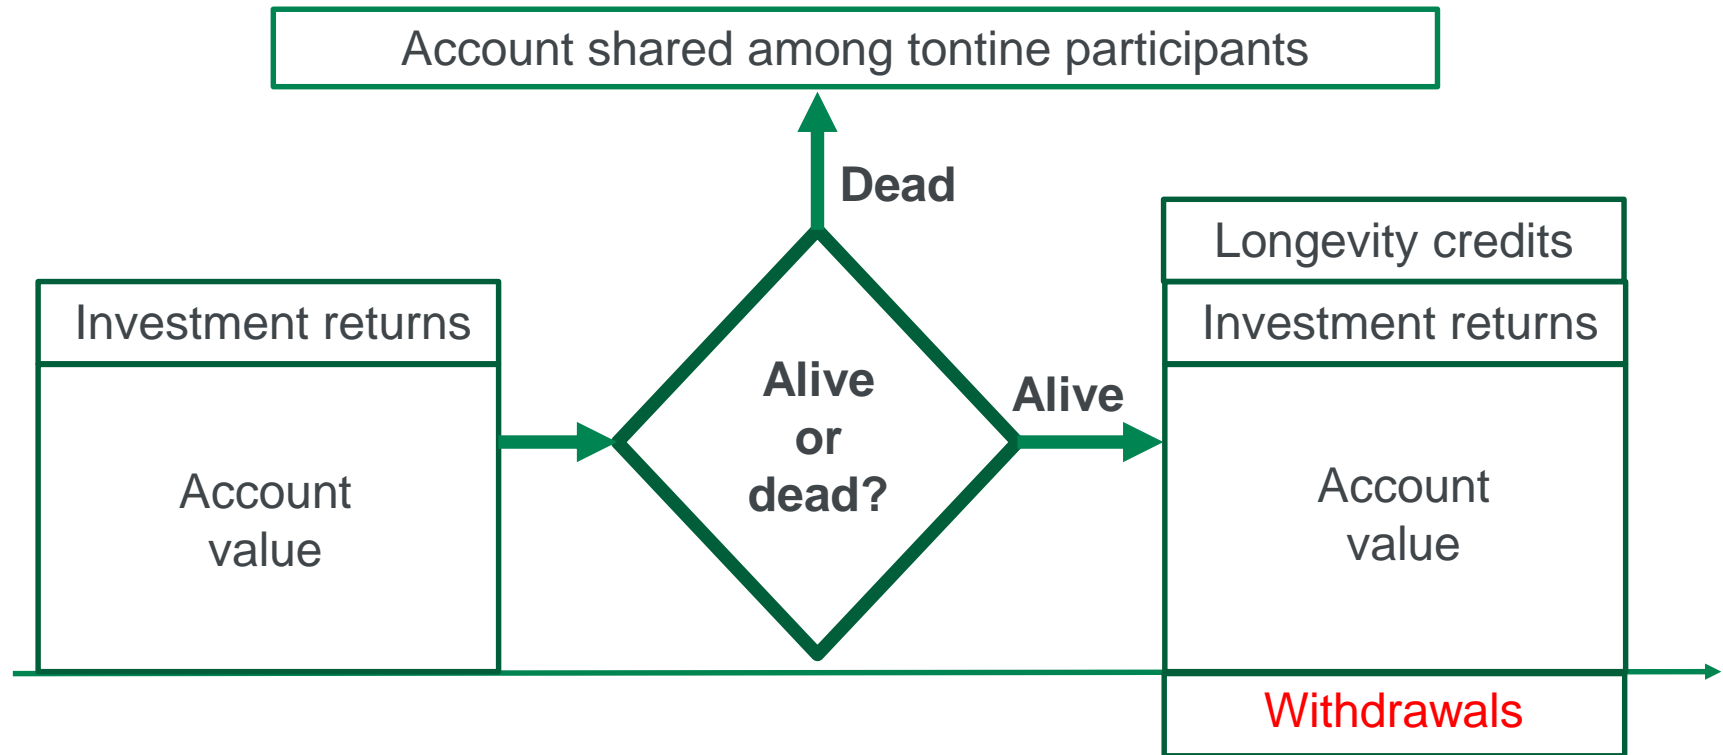 Account shared among tontine participants
Dead
Investment returns
Account
value
Alive
or
dead?
Alive
Longevity credits
Investment returns
Account
value
Withdrawals